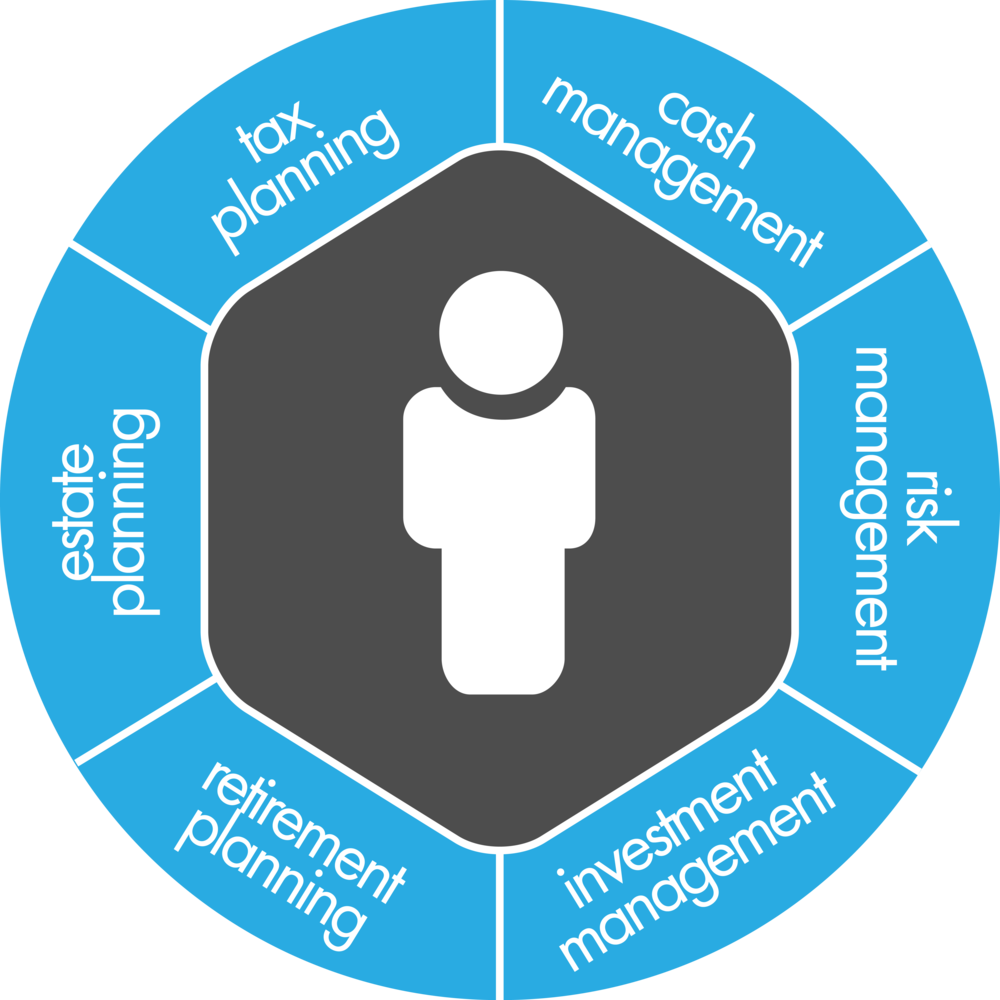 tax
planning
cash
management
risk
management
investment
management
retirement
planning
estate
planning